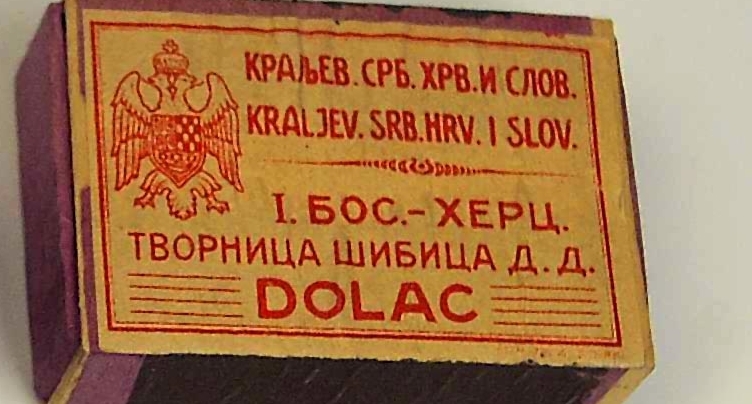 КРАЉЕВ. СРБ. ХРВ. И СЛОВ.
KRALJEV. SRB. HRV. I SLOV.
I. БОС.-ХЕРЦ.
ТВОРНИЦА ШИБИЦА Д. Д.
DOLAC